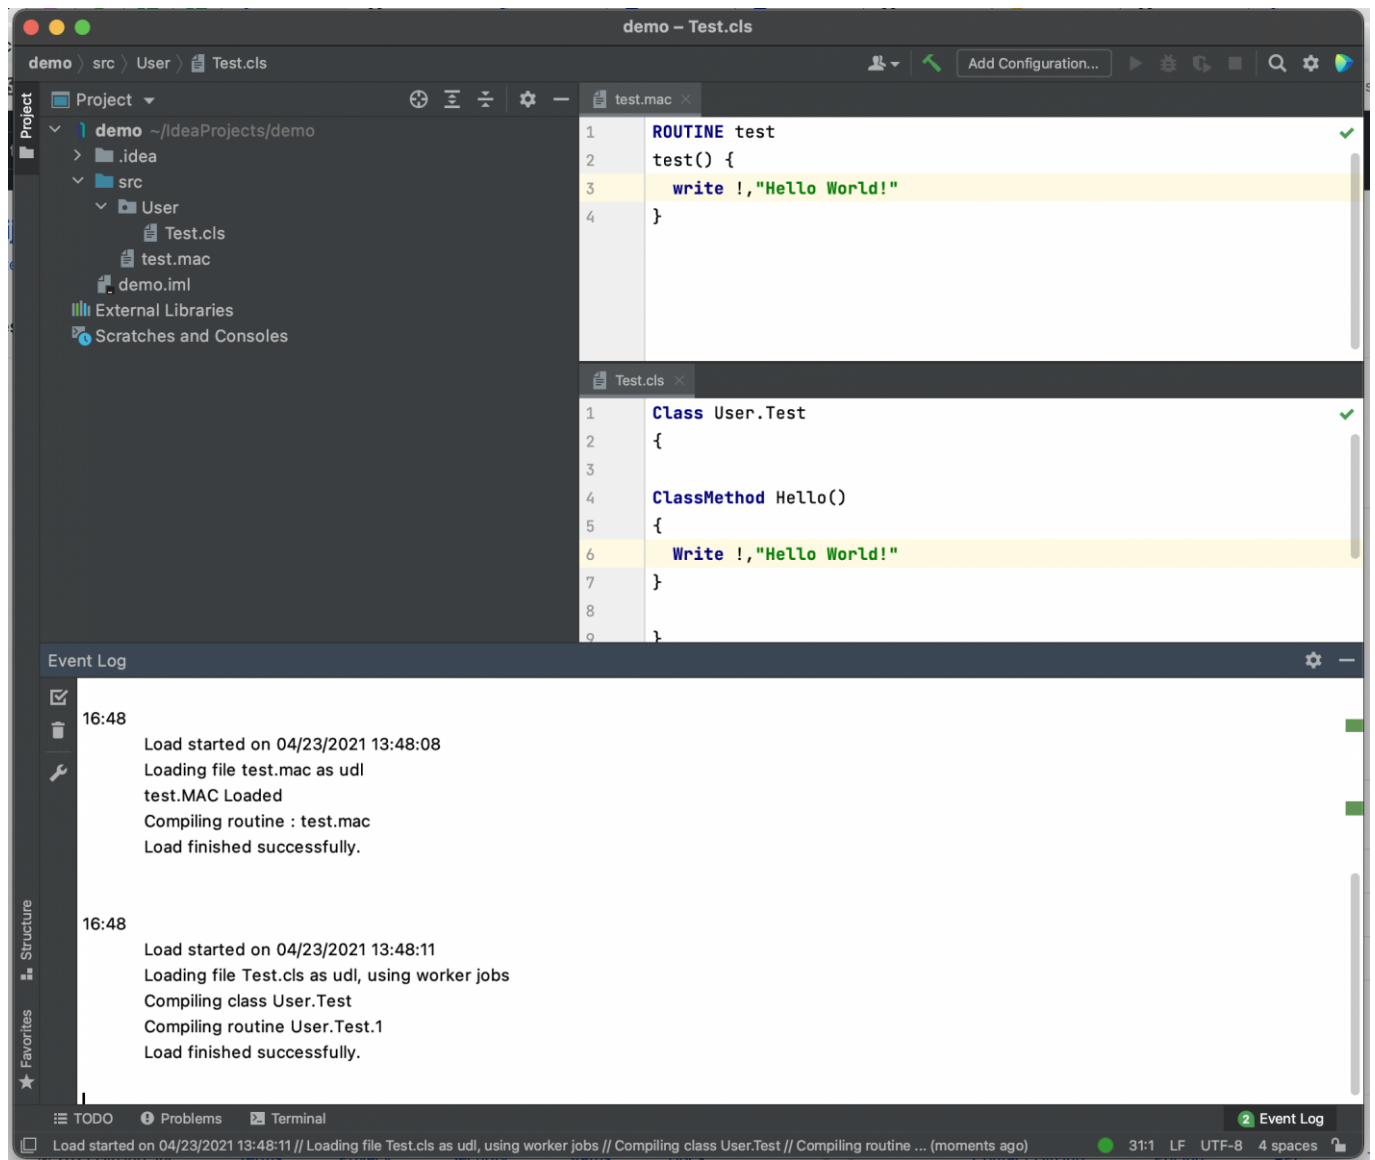 demo – Test.cls
demo src User Test.cls
Add Configuration...
Project
Project
demo ~/IdeaProjects/demo
.idea
src
User
Test.cls
test.mac
demo.iml
External Libraries
Scratches and Consoles
test.mac
1 ROUTINE test
2 test() {
3 write !,"Hello World!"
4 }
Test.cls
1 Class User.Test
2 {
3
4 ClassMethod Hello()
5 {
6 Write !,"Hello World!"
7 }
8
9 }
Event Log
16:48
Load started on 04/23/2021 13:48:08
Loading file test.mac as udl
test.MAC Loaded
Compiling routine : test.mac
Load finished successfully.
16:48
Load started on 04/23/2021 13:48:11
Loading file Test.cls as udl, using worker jobs
Compiling class User.Test
Compiling routine User.Test.1
Load finished successfully.
Structure
Favorites
TODO Problems Terminal
2 Event Log
Load started on 04/23/2021 13:48:11 // Loading file Test.cls as udl, using worker jobs // Compiling class User.Test // Compiling routine ... (moments ago)
31:1 LF UTF-8 4 spaces